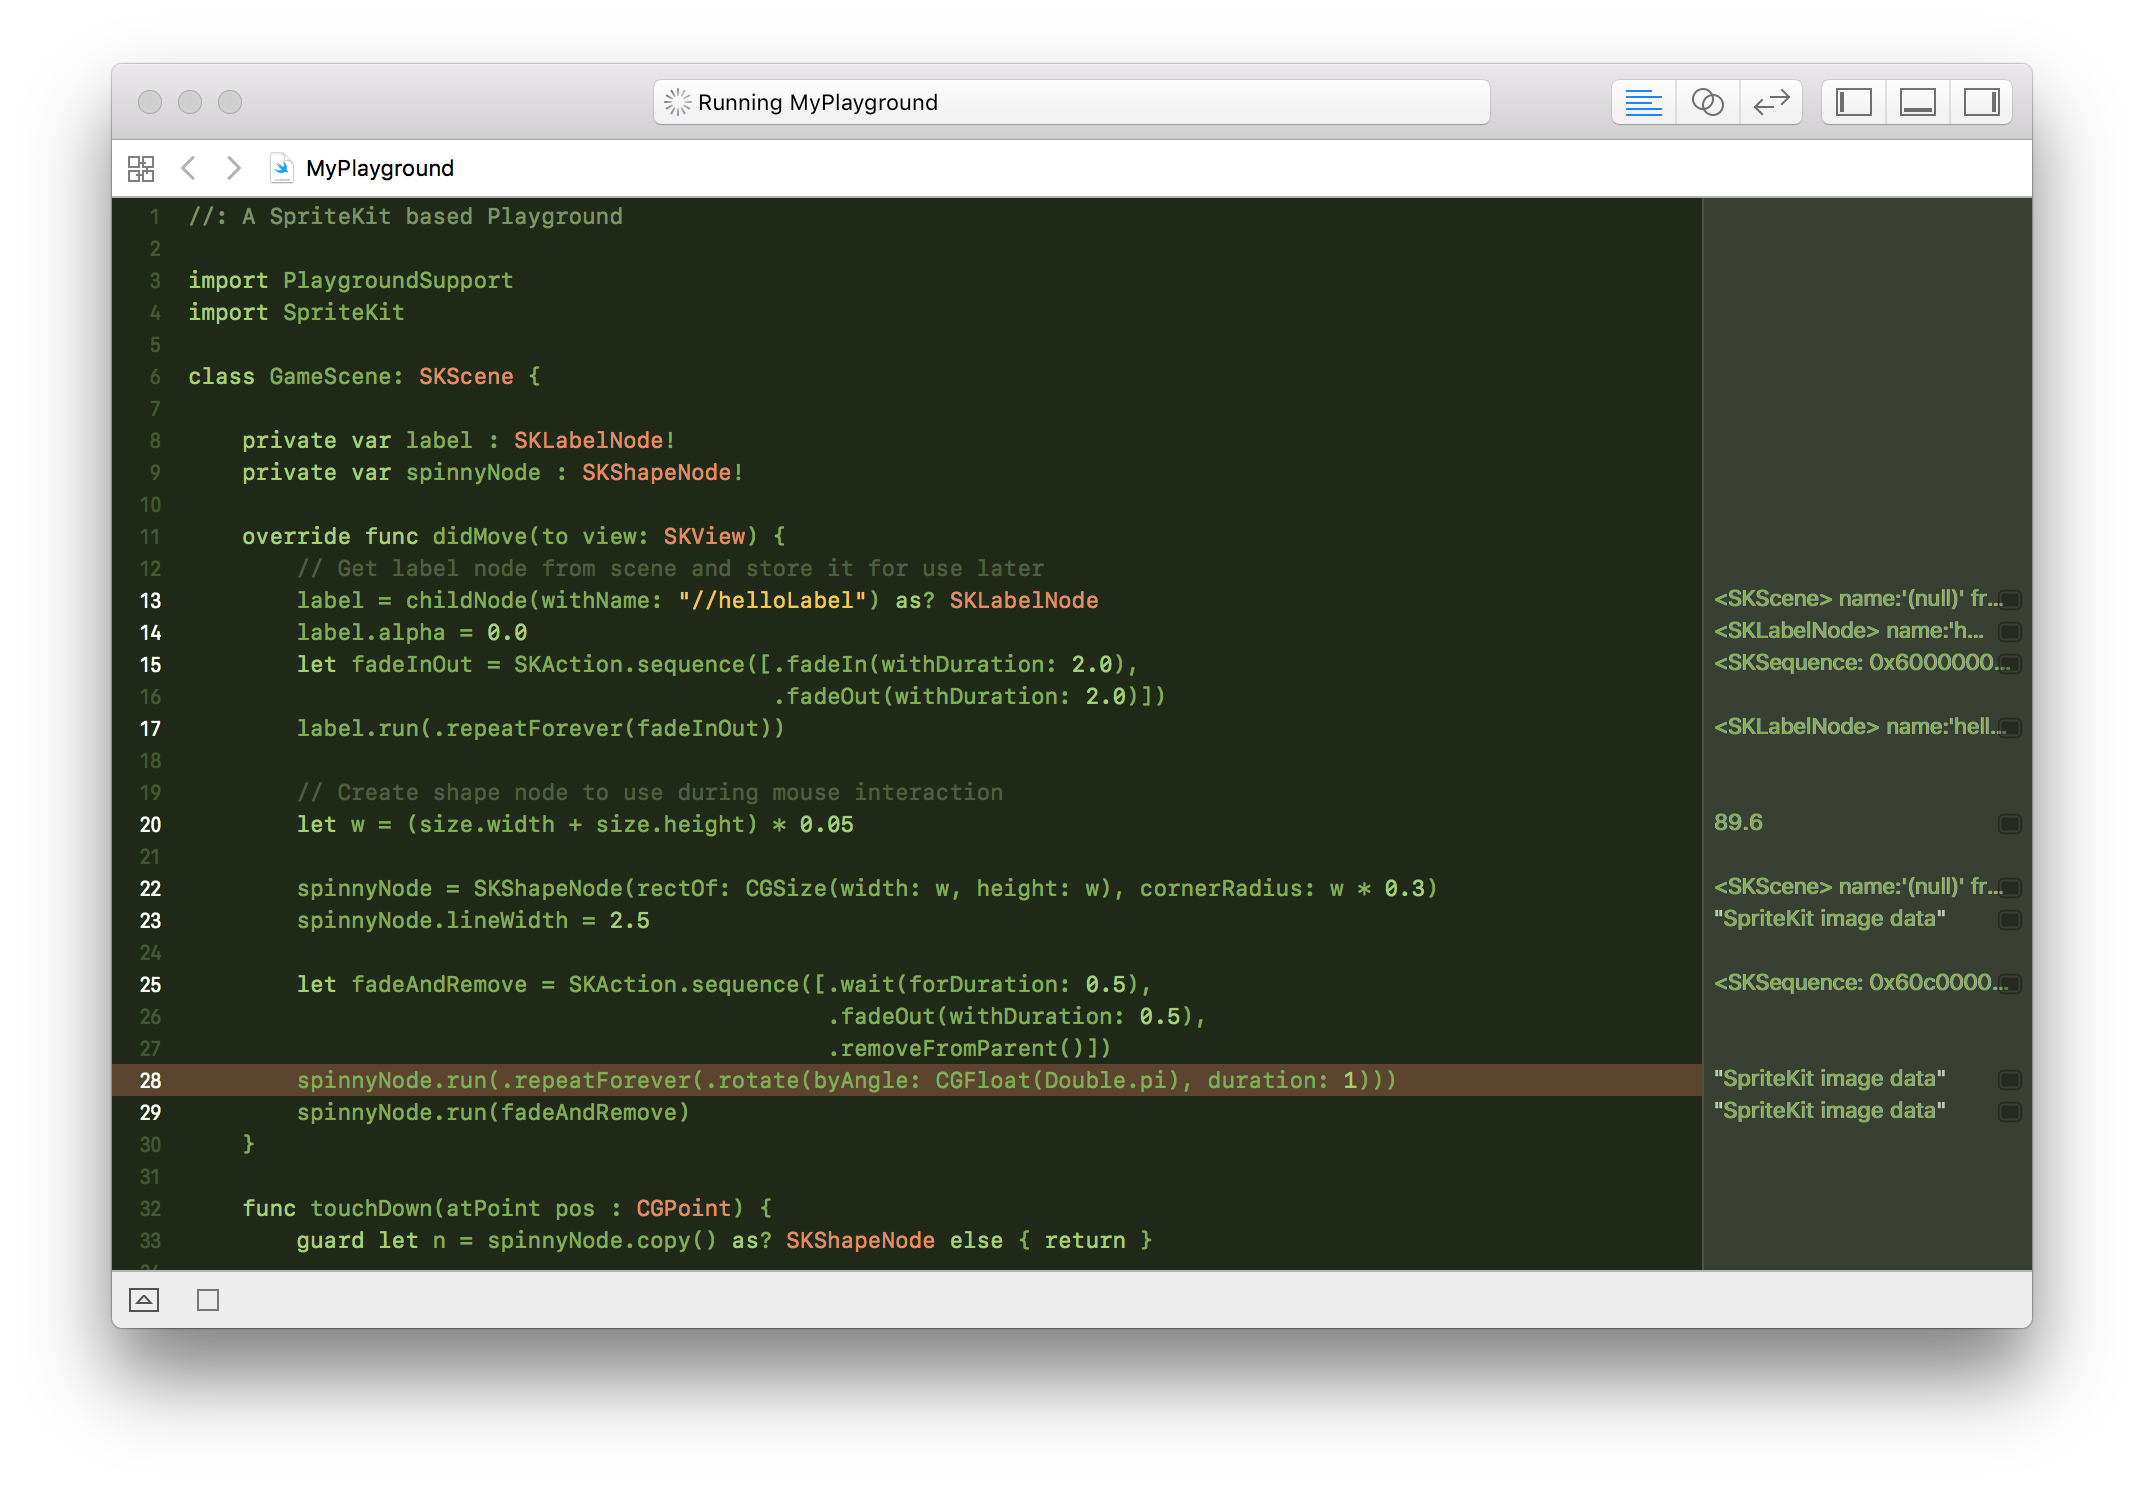 Running MyPlayground
MyPlayground
1 //: A SpriteKit based Playground
2
3 import PlaygroundSupport
4 import SpriteKit
5
6 class GameScene: SKScene {
7
8     private var label : SKLabelNode!
9     private var spinnyNode : SKShapeNode!
10
11     override func didMove(to view: SKView) {
12         // Get label node from scene and store it for use later
13         label = childNode(withName: "//helloLabel") as? SKLabelNode <SKScene> name:'(null)' fr...
14         label.alpha = 0.0 <SKLabelNode> name:'h...
15         let fadeInOut = SKAction.sequence([.fadeIn(withDuration: 2.0), <SKSequence: 0x6000000...
16                                            .fadeOut(withDuration: 2.0)])
17         label.run(.repeatForever(fadeInOut)) <SKLabelNode> name:'hell...
18
19         // Create shape node to use during mouse interaction
20         let w = (size.width + size.height) * 0.05 89.6
21
22         spinnyNode = SKShapeNode(rectOf: CGSize(width: w, height: w), cornerRadius: w * 0.3) <SKScene> name:'(null)' fr...
23         spinnyNode.lineWidth = 2.5 "SpriteKit image data"
24
25         let fadeAndRemove = SKAction.sequence([.wait(forDuration: 0.5), <SKSequence: 0x60c0000...
26                                                .fadeOut(withDuration: 0.5),
27                                                .removeFromParent()])
28         spinnyNode.run(.repeatForever(.rotate(byAngle: CGFloat(Double.pi), duration: 1))) "SpriteKit image data"
29         spinnyNode.run(fadeAndRemove) "SpriteKit image data"
30     }
31
32     func touchDown(atPoint pos : CGPoint) {
33         guard let n = spinnyNode.copy() as? SKShapeNode else { return }